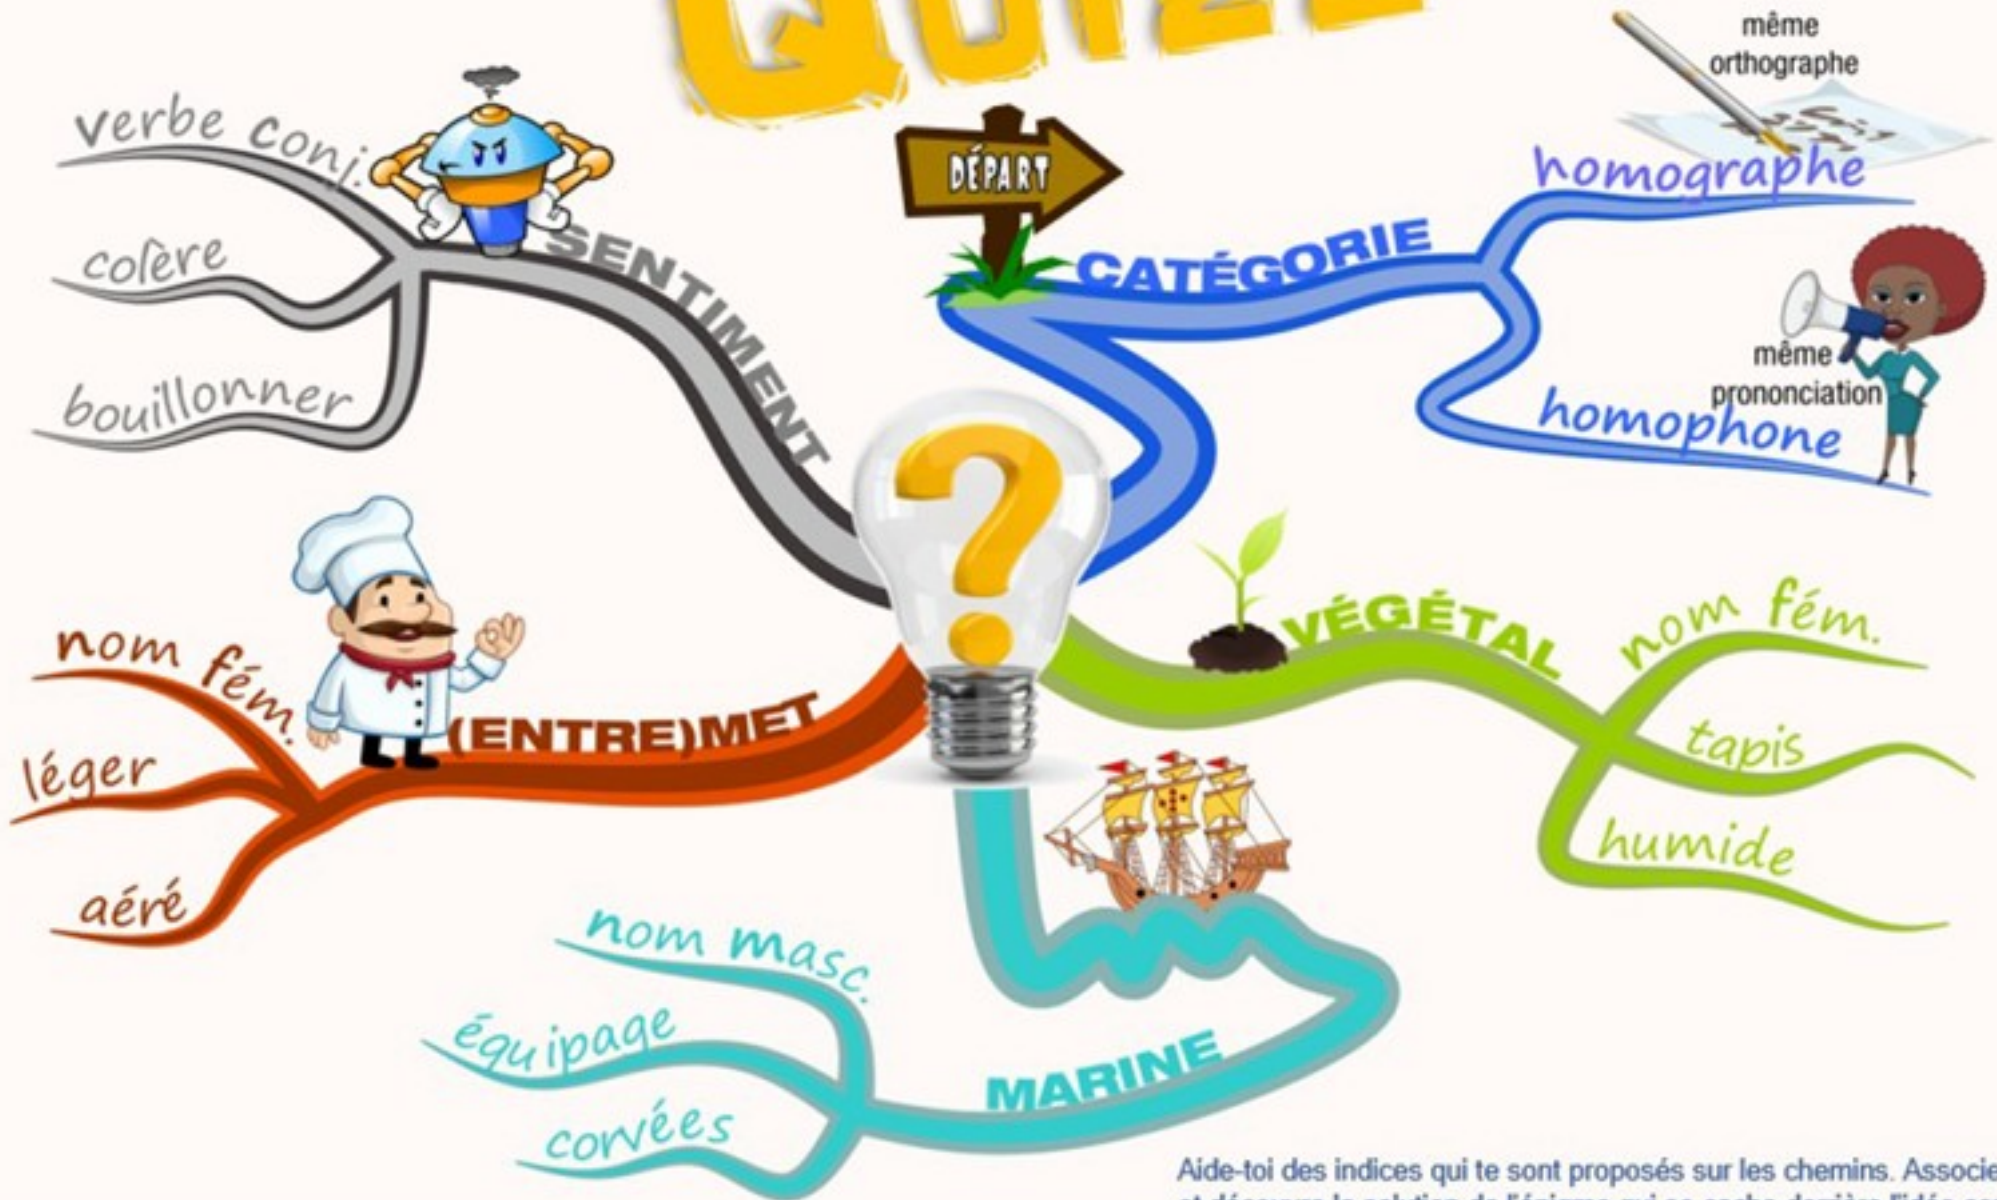 QUIZZ
DÉPART
CATÉGORIE
même
orthographe
homographe
même
prononciation
homophone
VÉGÉTAL
nom fém.
tapis
humide
MARINE
nom masc.
équipage
corvées
(ENTRE)MET
nom fém.
léger
aéré
SENTIMENT
verbe conj.
colère
bouillonner
Aide-toi des indices qui te sont proposés sur les chemins. Associe